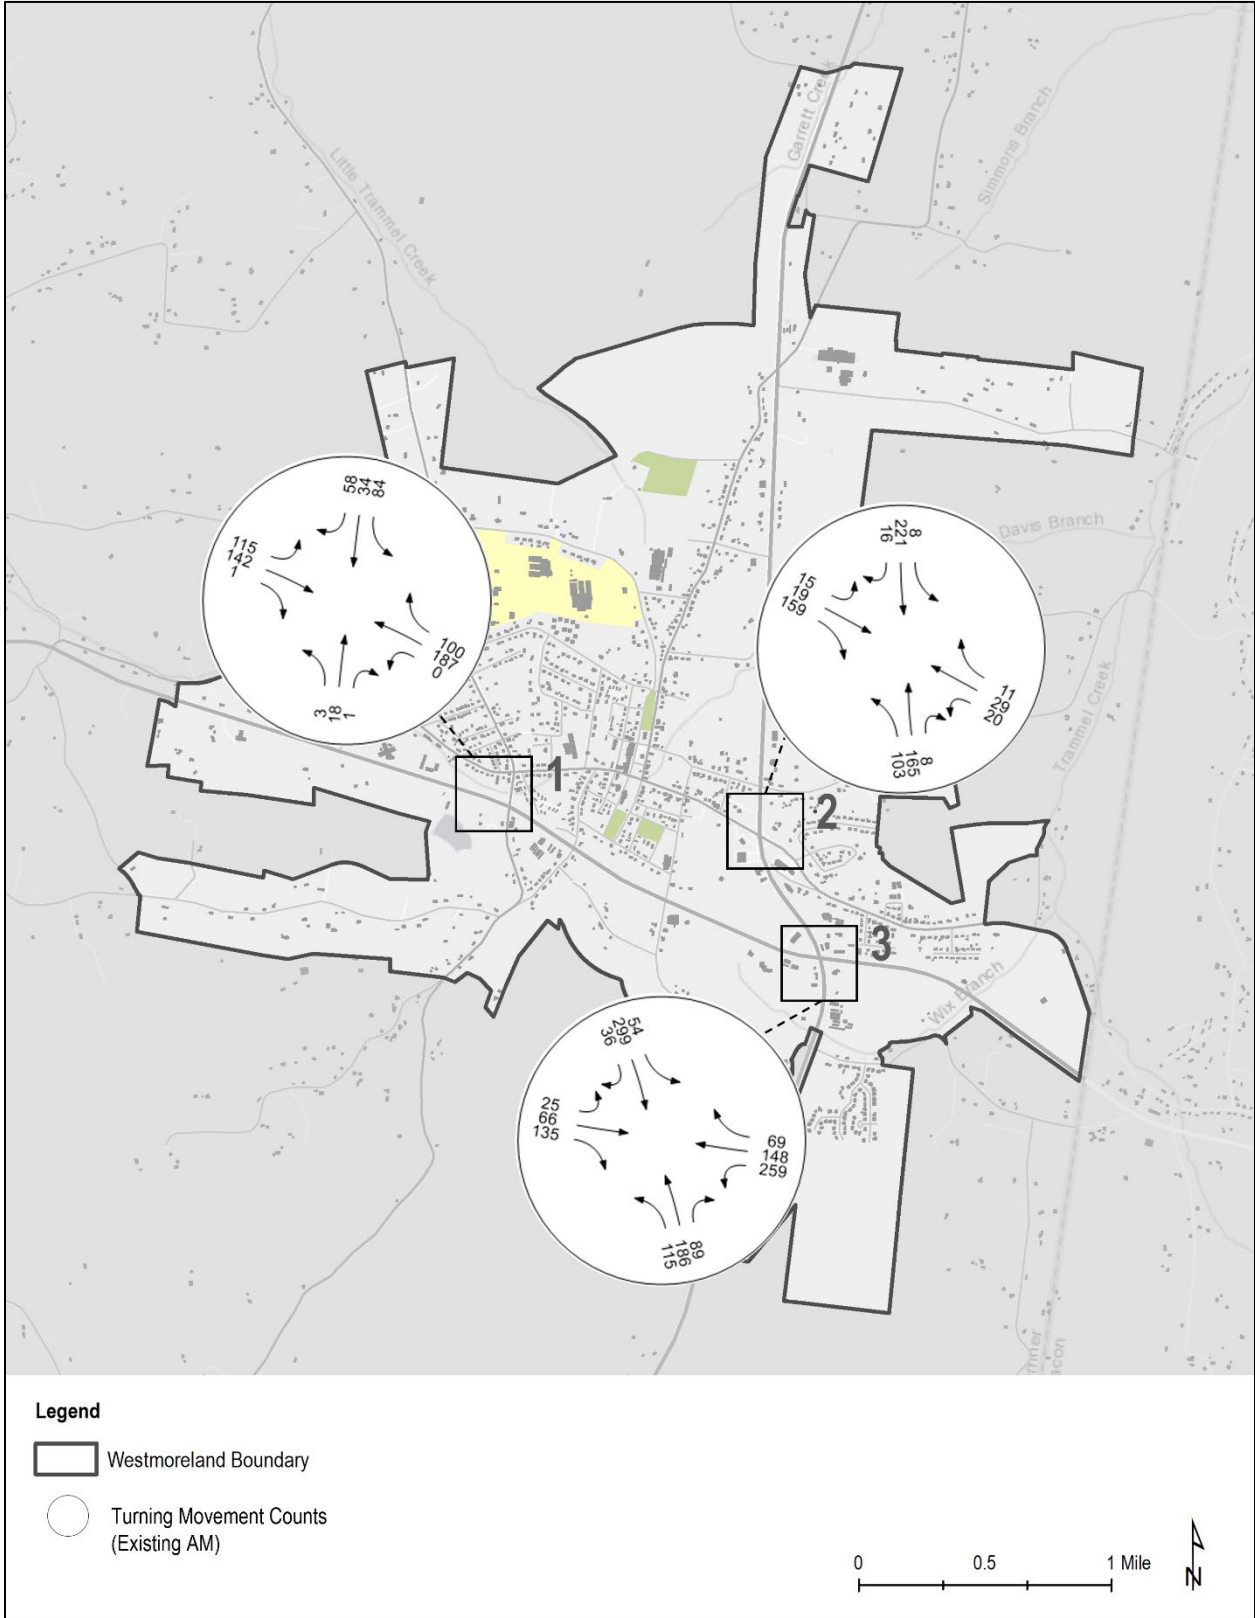 Garrett Creek
Simmons Branch
Little Trammel Creek
Davis Branch
Trammel Creek
58
34
84
115
142
1
100
187
0
3
18
1
16
221
8
15
19
159
11
29
20
103
165
8
1
2
3
Wix Branch
36
299
54
25
66
135
69
148
259
115
186
89
mner
acon
Legend
Westmoreland Boundary
Turning Movement Counts
(Existing AM)
0 0.5 1 Mile
N